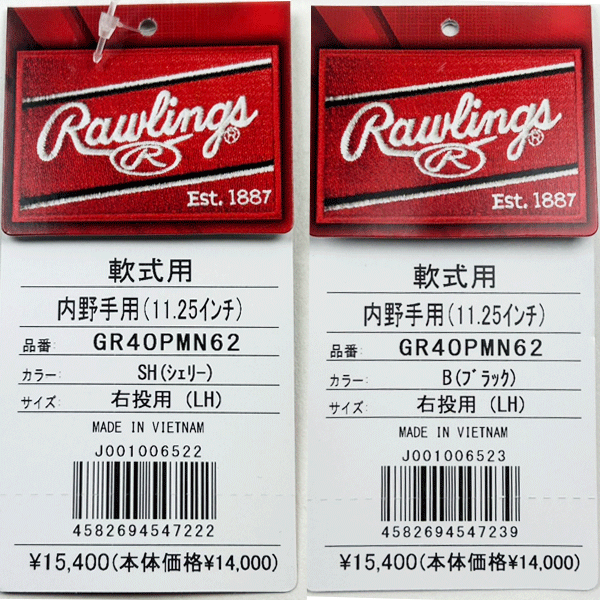 Rawlings®
R
Est. 1887
軟式用
内野手用(11.25インチ)
品番: GR40PMN62
カラー: SH(シェリー)
サイズ: 右投用 (LH)
MADE IN VIETNAM
J001006522
4582694547222
¥15,400(本体価格¥14,000)
Rawlings®
R
Est. 1887
軟式用
内野手用(11.25インチ)
品番: GR40PMN62
カラー: B(ブラック)
サイズ: 右投用 (LH)
MADE IN VIETNAM
J001006523
4582694547239
¥15,400(本体価格¥14,000)